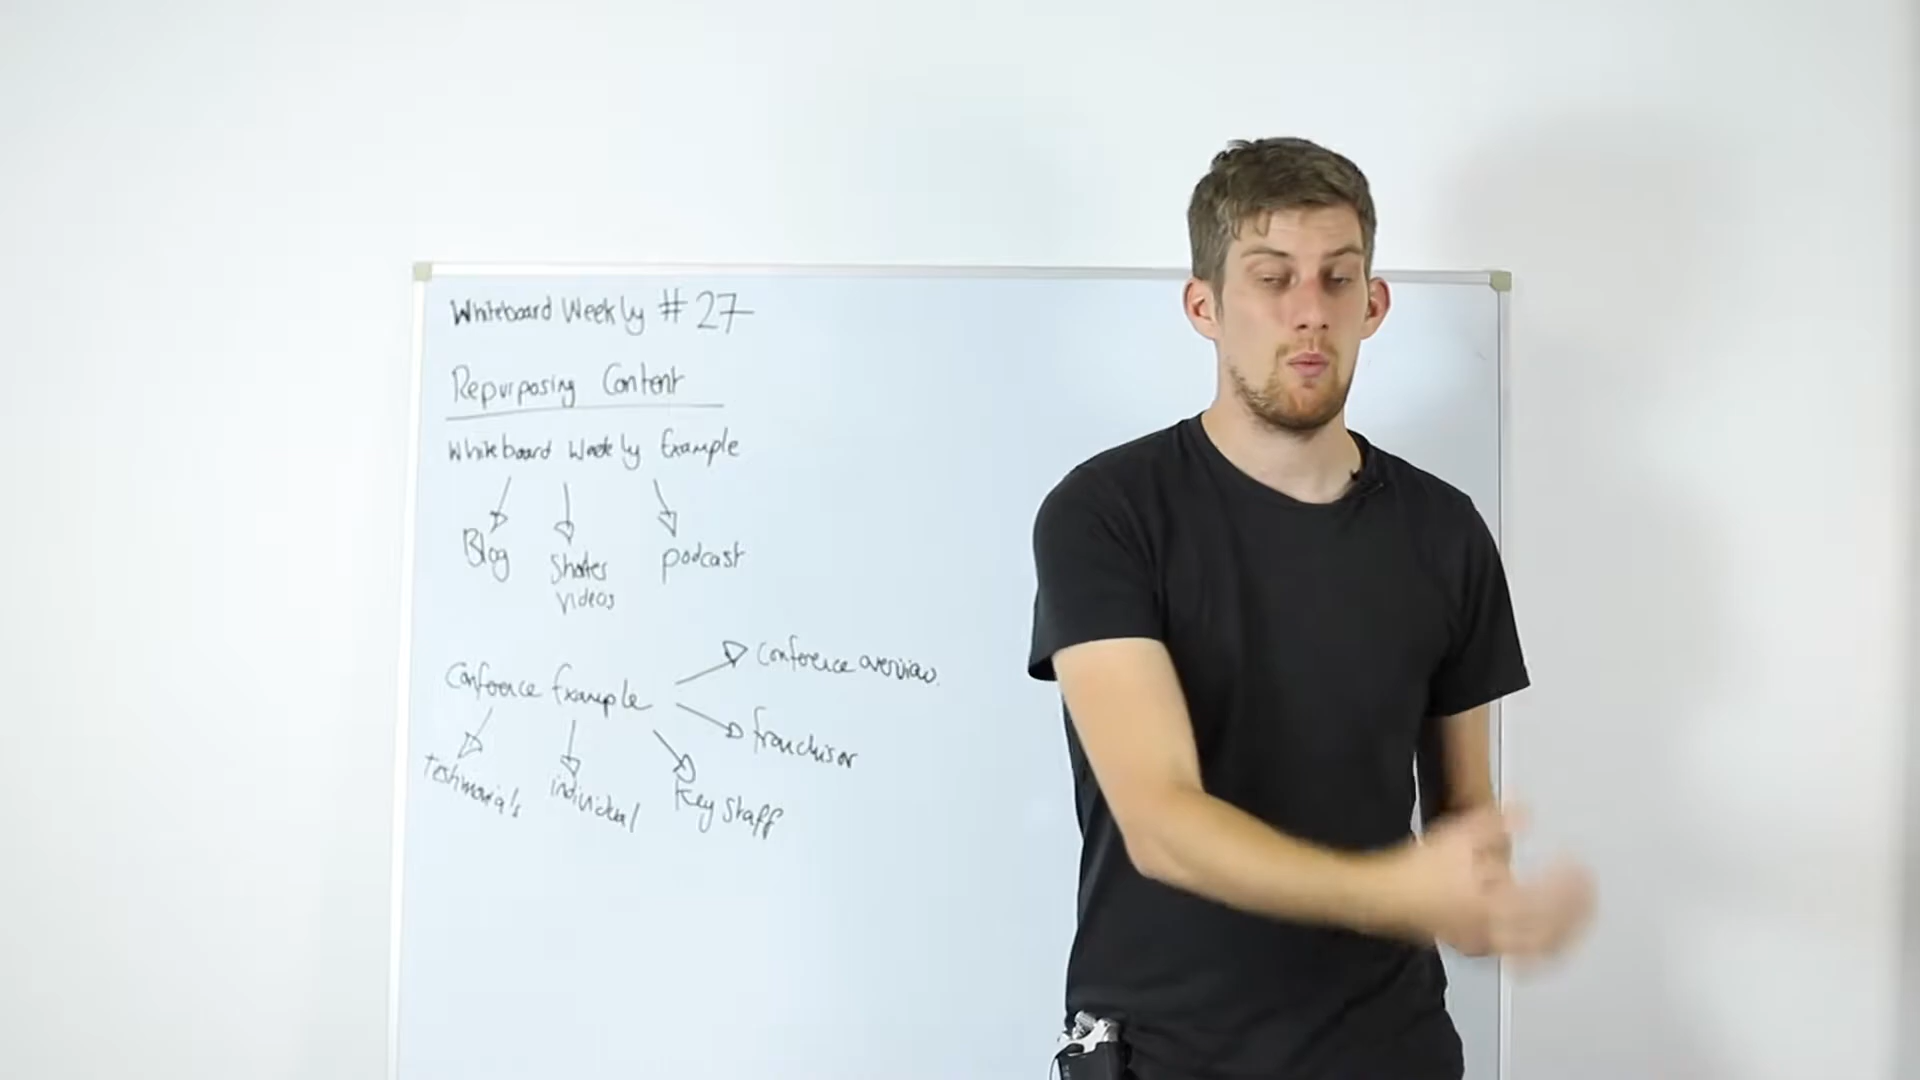 Whiteboard Weekly # 27
Repurposing Content
Whiteboard Weekly Example
Blog
Shortes
Videos
podcast
Conference overview.
Conference Example
franchisor
testimonials
individual
key staff